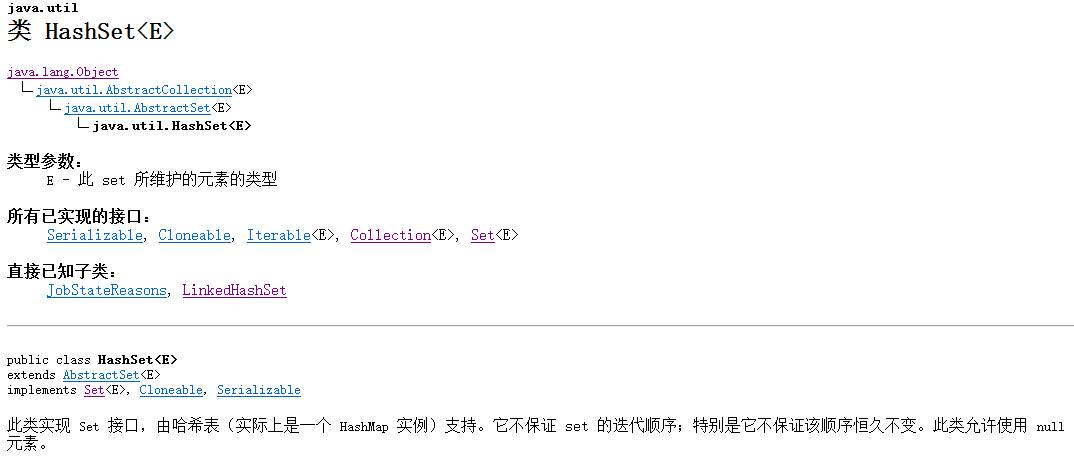 java.util
类 HashSet<E>
java.lang.Object
java.util.AbstractCollection<E>
java.util.AbstractSet<E>
java.util.HashSet<E>
类型参数：
E - 此 set 所维护的元素的类型
所有已实现的接口：
Serializable, Cloneable, Iterable<E>, Collection<E>, Set<E>
直接已知子类：
JobStateReasons, LinkedHashSet
public class HashSet<E>
extends AbstractSet<E>
implements Set<E>, Cloneable, Serializable
此类实现 Set 接口，由哈希表（实际上是一个 HashMap 实例）支持。它不保证 set 的迭代顺序；特别是它不保证该顺序恒久不变。此类允许使用 null
元素。